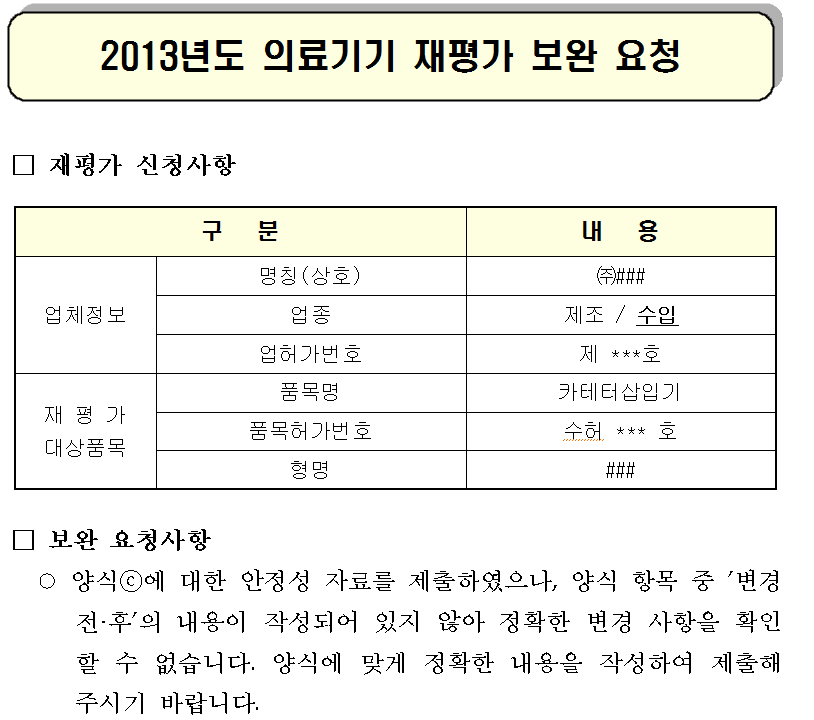 2013년도 의료기기 재평가 보완 요청
□ 재평가 신청사항
구 분 내 용
업체정보 명칭(상호) ㈜###
업종 제조 / 수입
업허가번호 제 ***호
재 평 가 대상품목 품목명 카테터삽입기
품목허가번호 수허 *** 호
형명 ###
□ 보완 요청사항
○ 양식ⓒ에 대한 안정성 자료를 제출하였으나, 양식 항목 중 '변경
전·후'의 내용이 작성되어 있지 않아 정확한 변경 사항을 확인
할 수 없습니다. 양식에 맞게 정확한 내용을 작성하여 제출해
주시기 바랍니다.